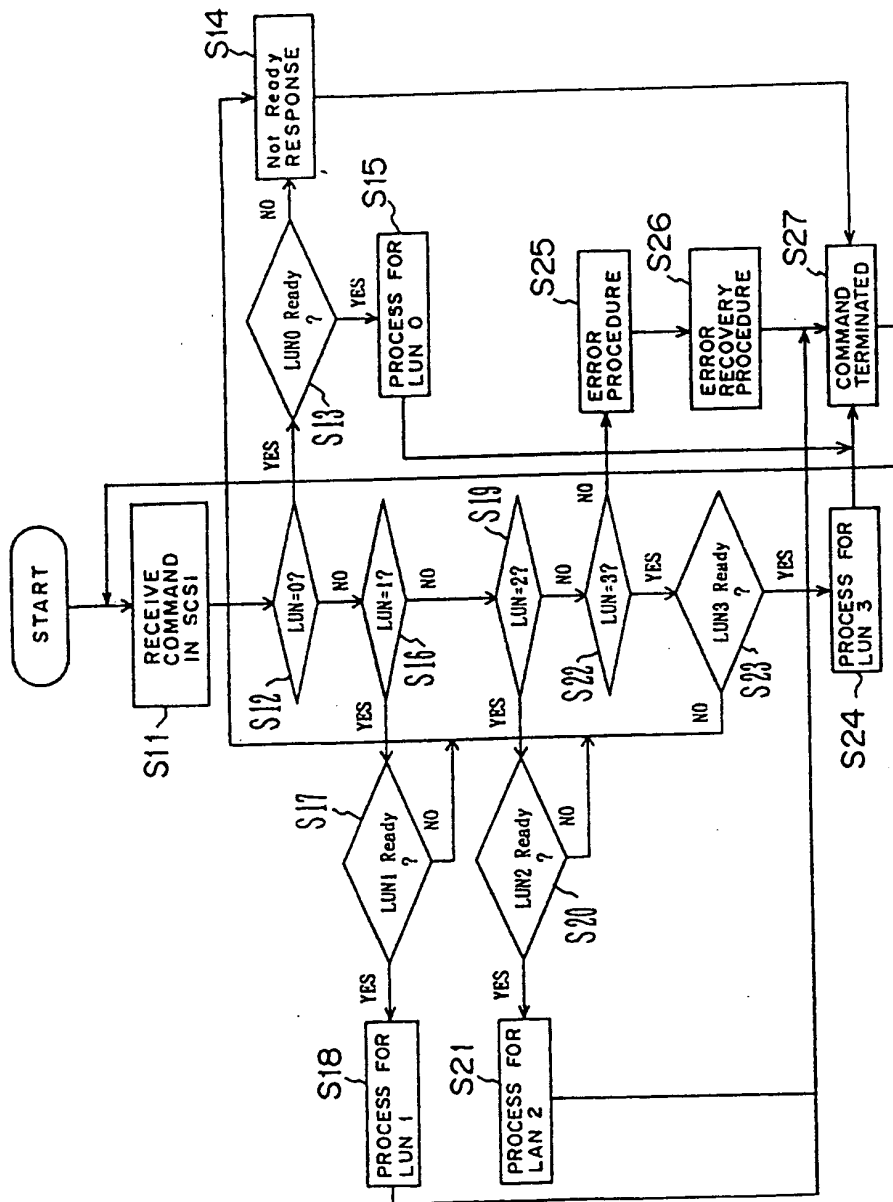 START
S11
RECEIVE
COMMAND
IN SCSI
S12
LUN=0?
YES
NO
S13
LUN0 Ready
?
NO
YES
S14
Not Ready
RESPONSE
S15
PROCESS FOR
LUN 0
S16
LUN=1?
YES
NO
S17
LUN1 Ready
?
YES
NO
S18
PROCESS FOR
LUN 1
S19
LUN=2?
YES
NO
S20
LUN2 Ready
?
YES
NO
S21
PROCESS FOR
LAN 2
S22
LUN=3?
NO
YES
S23
LUN3 Ready
?
NO
YES
S24
PROCESS FOR
LUN 3
S25
ERROR
PROCEDURE
S26
ERROR
RECOVERY
PROCEDURE
S27
COMMAND
TERMINATED